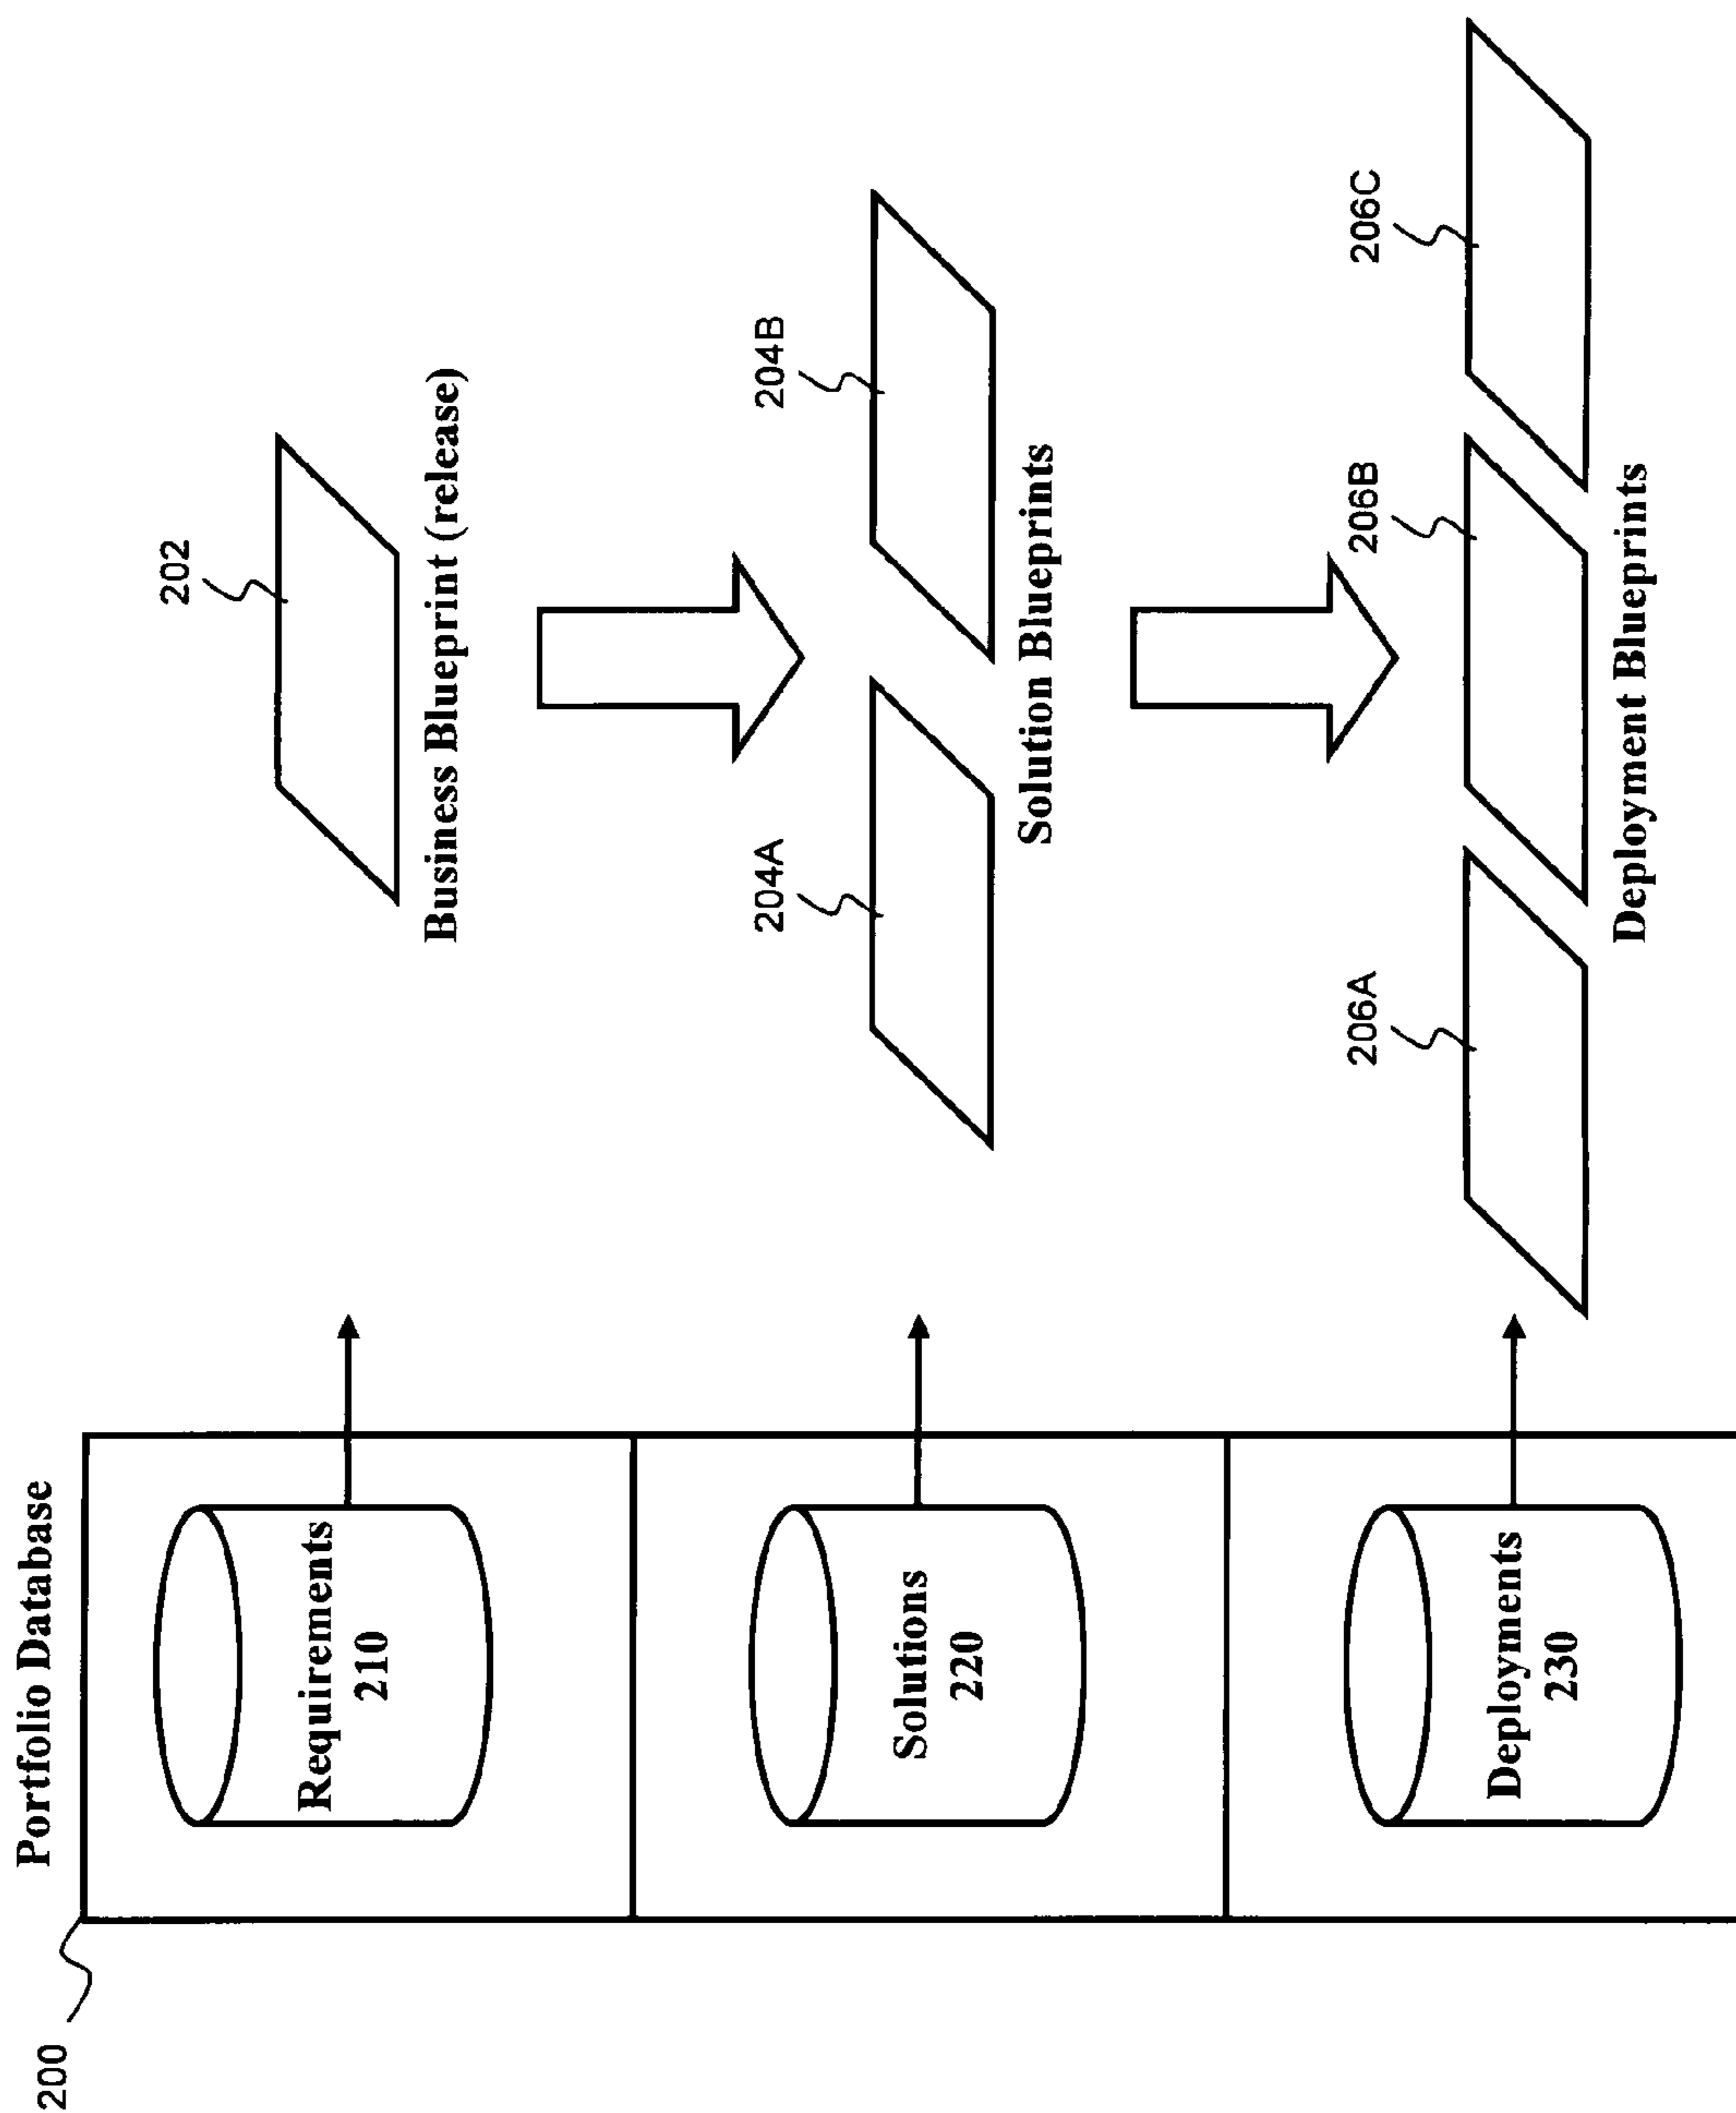 200
Portfolio Database
Requirements
210
202
Business Blueprint (release)
Solutions
220
204A
204B
Solution Blueprints
Deployments
230
206A
206B
206C
Deployment Blueprints